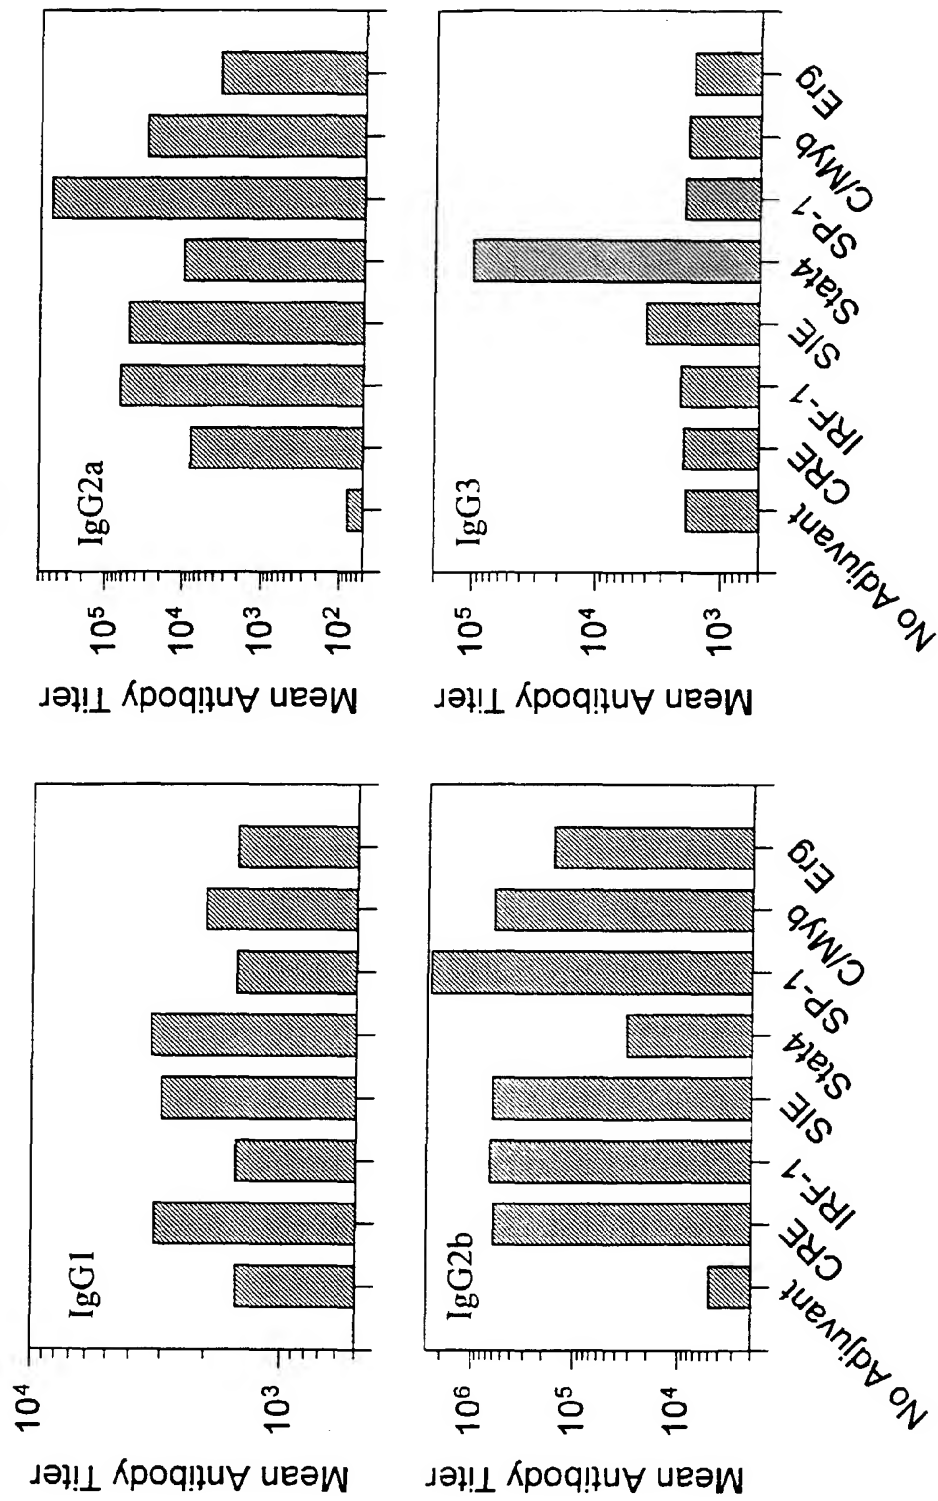 IgG1
10⁴
10³
Mean Antibody Titer
IgG2a
10⁵
10⁴
10³
10²
Mean Antibody Titer
IgG2b
10⁶
10⁵
10⁴
Mean Antibody Titer
No Adjuvant
CRE
IRF-1
SIE
Stat4
SP-1
C/Myb
Erg
IgG3
10⁵
10⁴
10³
Mean Antibody Titer
No Adjuvant
CRE
IRF-1
SIE
Stat4
SP-1
C/Myb
Erg